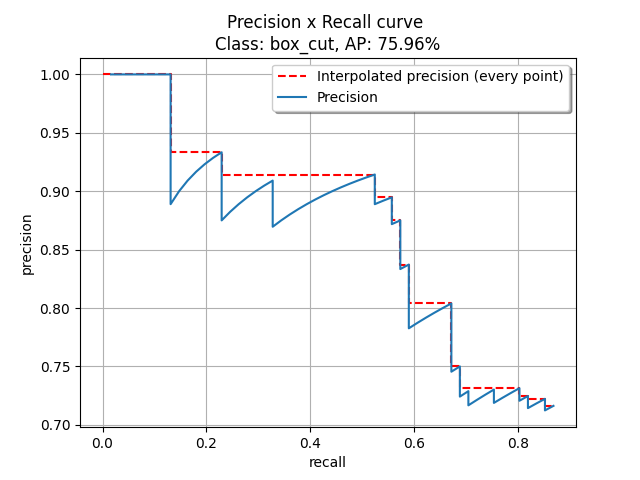 Precision x Recall curve
Class: box_cut, AP: 75.96%
Interpolated precision (every point)
Precision
1.00
0.95
0.90
0.85
0.80
0.75
0.70
precision
0.0 0.2 0.4 0.6 0.8
recall